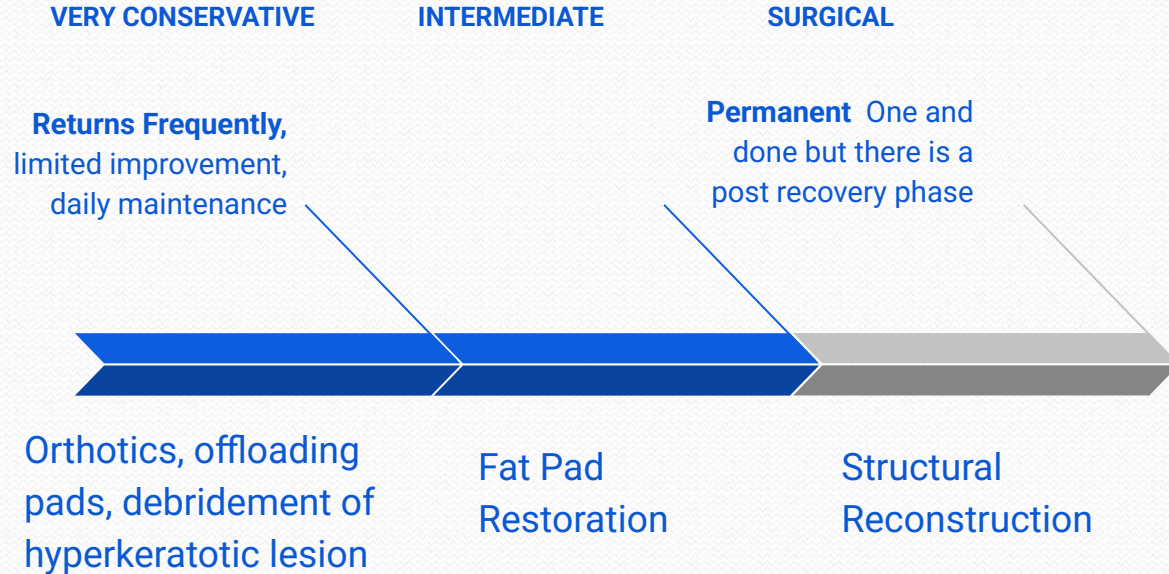 VERY CONSERVATIVE
INTERMEDIATE
SURGICAL
Returns Frequently,
limited improvement,
daily maintenance
Permanent One and
done but there is a
post recovery phase
Orthotics, offloading
pads, debridement of
hyperkeratotic lesion
Fat Pad
Restoration
Structural
Reconstruction